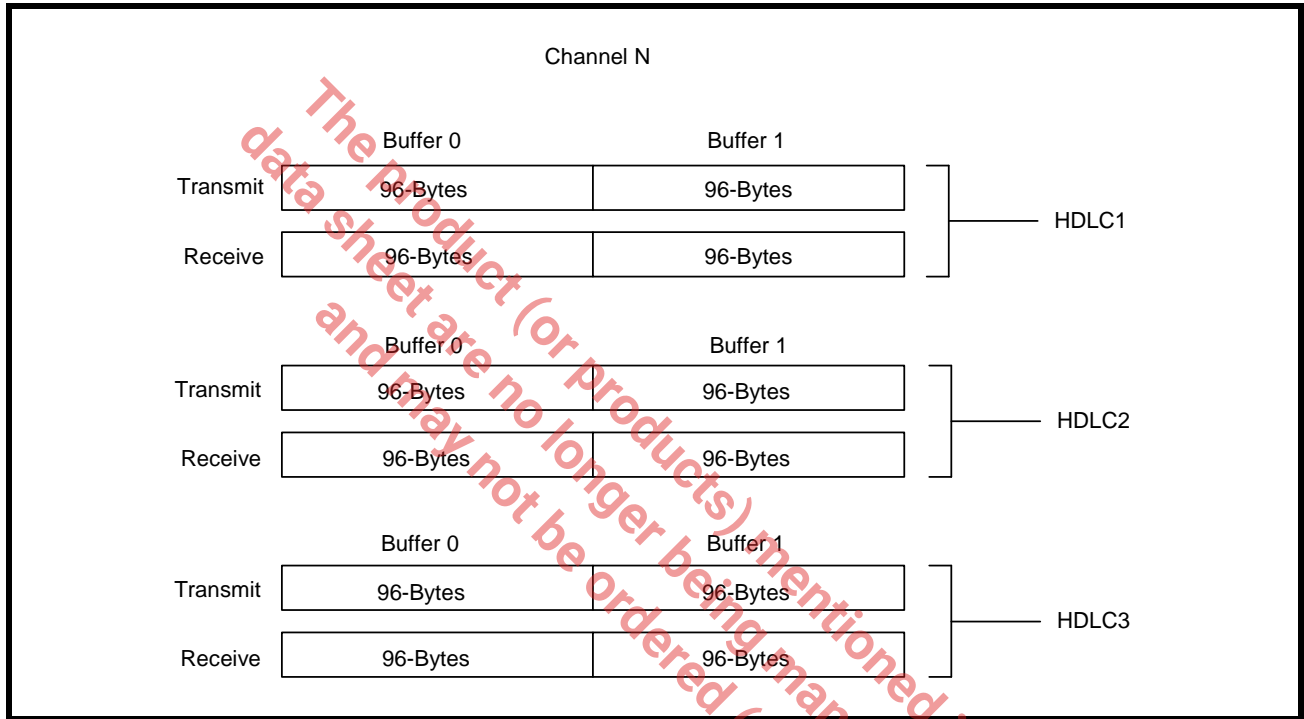 Channel N
Buffer 0 Buffer 1
Transmit 96-Bytes 96-Bytes
HDLC1
Receive 96-Bytes 96-Bytes
Buffer 0 Buffer 1
Transmit 96-Bytes 96-Bytes
HDLC2
Receive 96-Bytes 96-Bytes
Buffer 0 Buffer 1
Transmit 96-Bytes 96-Bytes
HDLC3
Receive 96-Bytes 96-Bytes
The product (or products) mentioned
data sheet are no longer being
and may not be ordered (